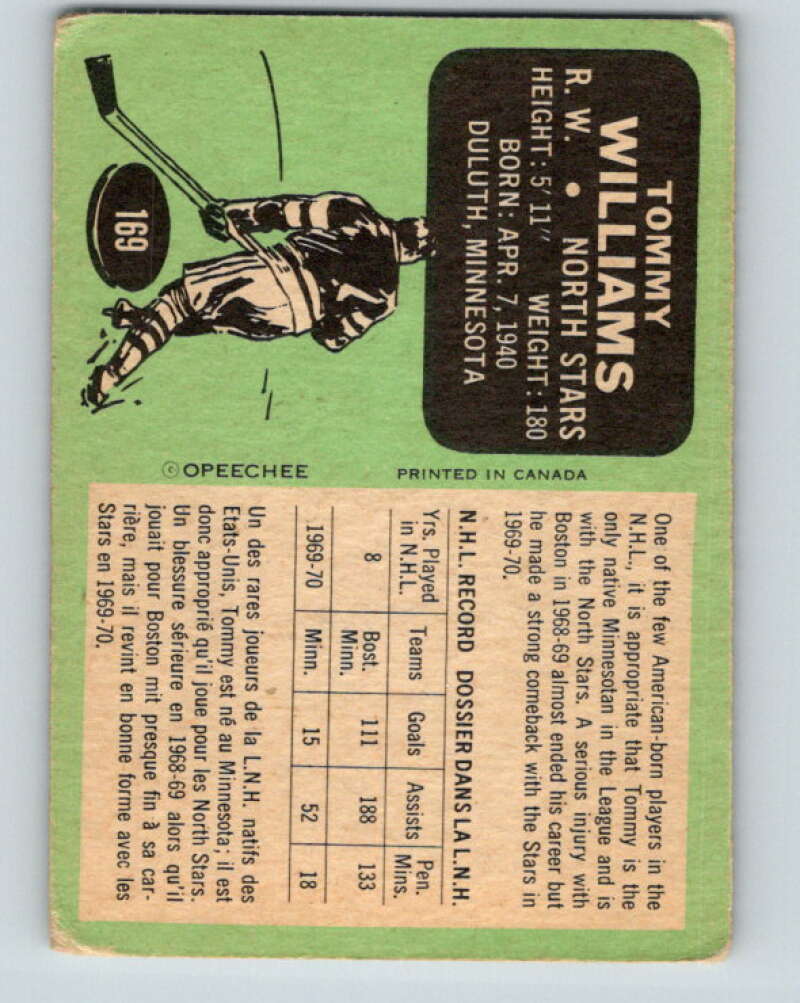 TOMMY
WILLIAMS
R. W. • NORTH STARS
HEIGHT: 5' 11" WEIGHT: 180
BORN: APR. 7, 1940
DULUTH, MINNESOTA
169
© OPEECHEE
PRINTED IN CANADA
One of the few American-born players in the
N.H.L., it is appropriate that Tommy is the
only native Minnesotan in the League and is
with the North Stars. A serious injury with
Boston in 1968-69 almost ended his career but
he made a strong comeback with the Stars in
1969-70.
N.H.L. RECORD DOSSIER DANS LA L.N.H.
Yrs. Played in N.H.L. Teams Goals Assists Pen. Mins.
8 Bost. Minn. 111 188 133
1969-70 Minn. 15 52 18
Un des rares joueurs de la L.N.H. natifs des
Etats-Unis, Tommy est né au Minnesota; il est
donc approprié qu'il joue pour les North Stars.
Un blessure sérieure en 1968-69 alors qu'il
jouait pour Boston mit presque fin à sa car-
rière, mais il revint en bonne forme avec les
Stars en 1969-70.